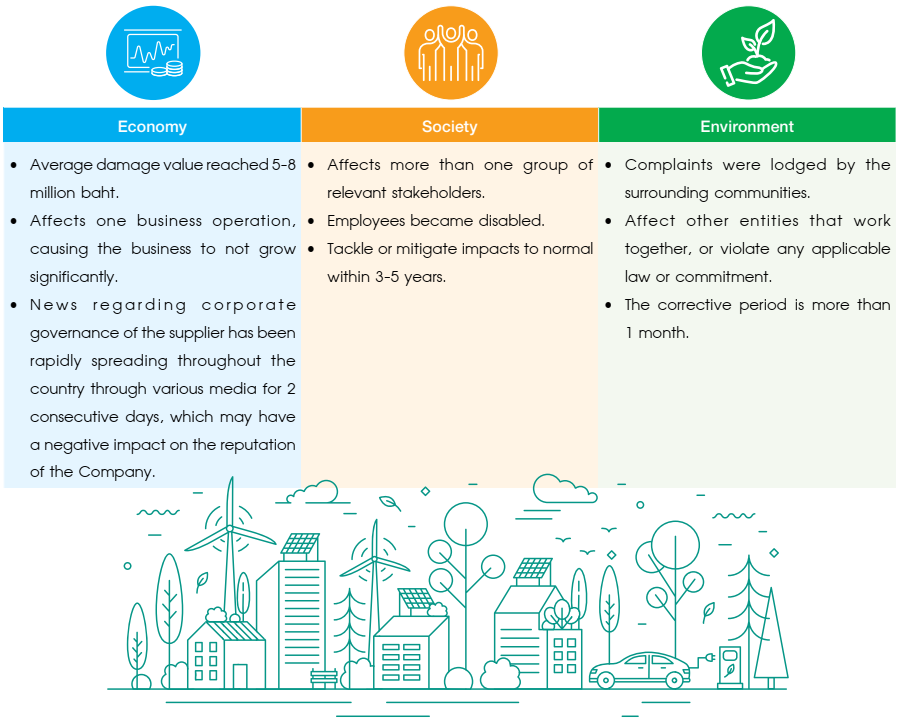 Economy
• Average damage value reached 5-8
million baht.
• Affects one business operation,
causing the business to not grow
significantly.
• News regarding corporate
governance of the supplier has been
rapidly spreading throughout the
country through various media for 2
consecutive days, which may have
a negative impact on the reputation
of the Company.
Society
• Affects more than one group of
relevant stakeholders.
• Employees became disabled.
• Tackle or mitigate impacts to normal
within 3-5 years.
Environment
• Complaints were lodged by the
surrounding communities.
• Affect other entities that work
together, or violate any applicable
law or commitment.
• The corrective period is more than
1 month.